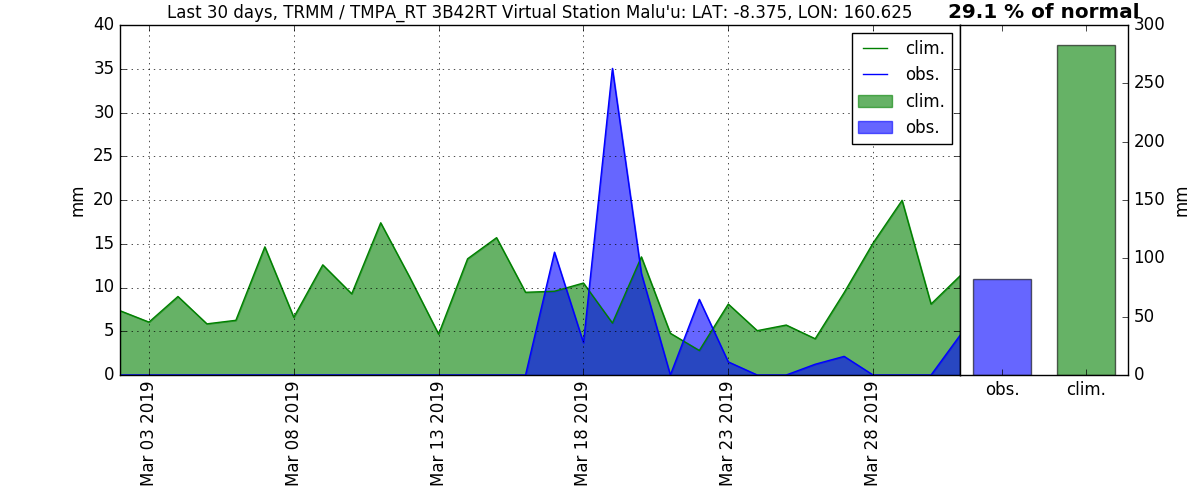 Last 30 days, TRMM / TMPA_RT 3B42RT Virtual Station Malu'u: LAT: -8.375, LON: 160.625
29.1 % of normal
40
35
30
25
20
15
10
5
0
mm
clim.
obs.
clim.
obs.
300
250
200
150
100
50
0
mm
Mar 03 2019
Mar 08 2019
Mar 13 2019
Mar 18 2019
Mar 23 2019
Mar 28 2019
obs.
clim.